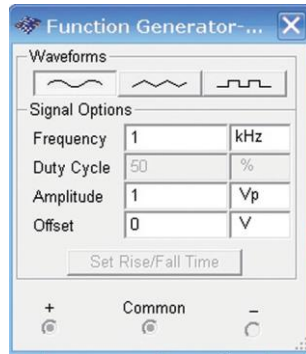 Function Generator-...
Waveforms
Signal Options
Frequency 1 kHz
Duty Cycle 50 %
Amplitude 1 Vp
Offset 0 V
Set Rise/Fall Time
+ Common −